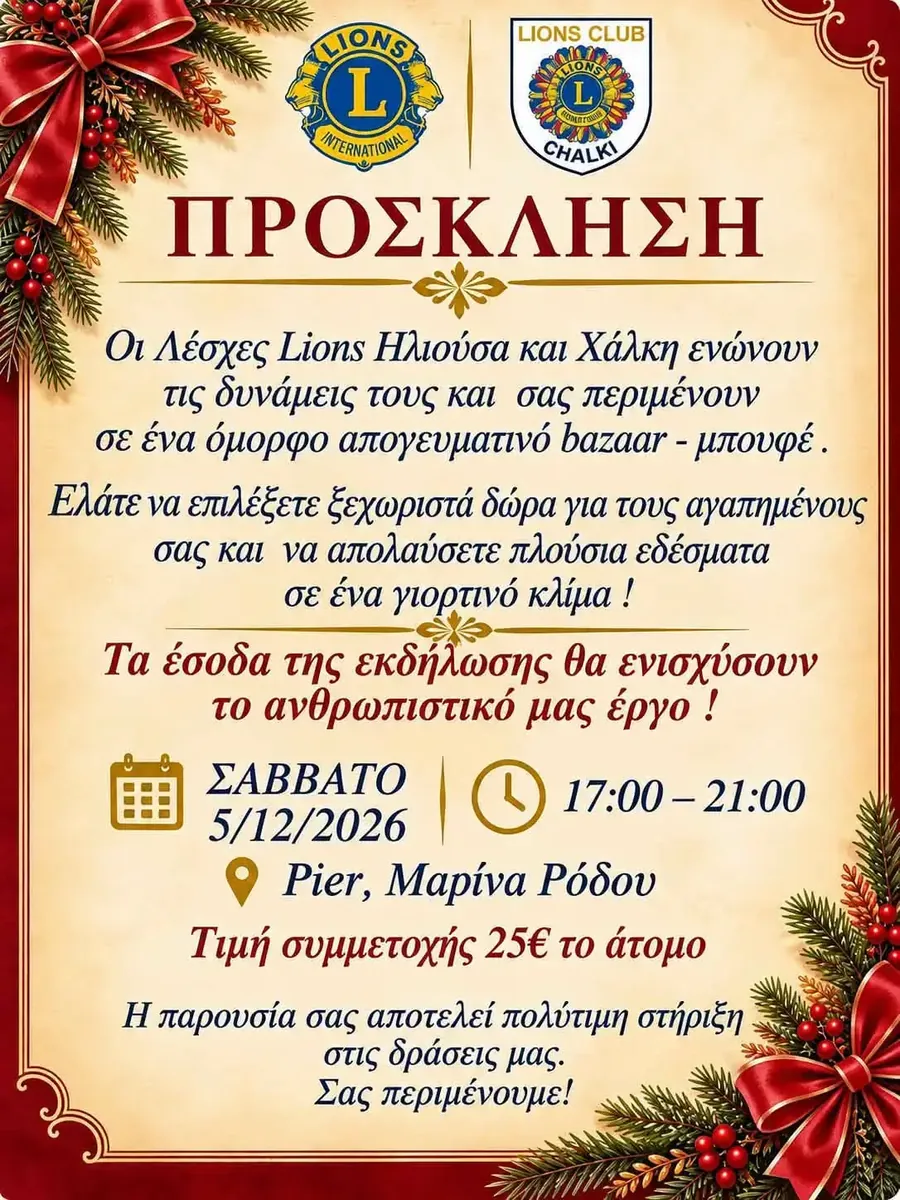 LIONS
L
INTERNATIONAL
LIONS CLUB
LIONS
L
CHALKI
ΠΡΟΣΚΛΗΣΗ
Οι Λέσχες Lions Ηλιούσα και Χάλκη ενώνουν
τις δυνάμεις τους και σας περιμένουν
σε ένα όμορφο απογευματινό bazaar - μπουφέ .
Ελάτε να επιλέξετε ξεχωριστά δώρα για τους αγαπημένους
σας και να απολαύσετε πλούσια εδέσματα
σε ένα γιορτινό κλίμα !
Τα έσοδα της εκδήλωσης θα ενισχύσουν
το ανθρωπιστικό μας έργο !
ΣΑΒΒΑΤΟ
5/12/2026
17:00 – 21:00
Pier, Μαρίνα Ρόδου
Τιμή συμμετοχής 25€ το άτομο
Η παρουσία σας αποτελεί πολύτιμη στήριξη
στις δράσεις μας.
Σας περιμένουμε!